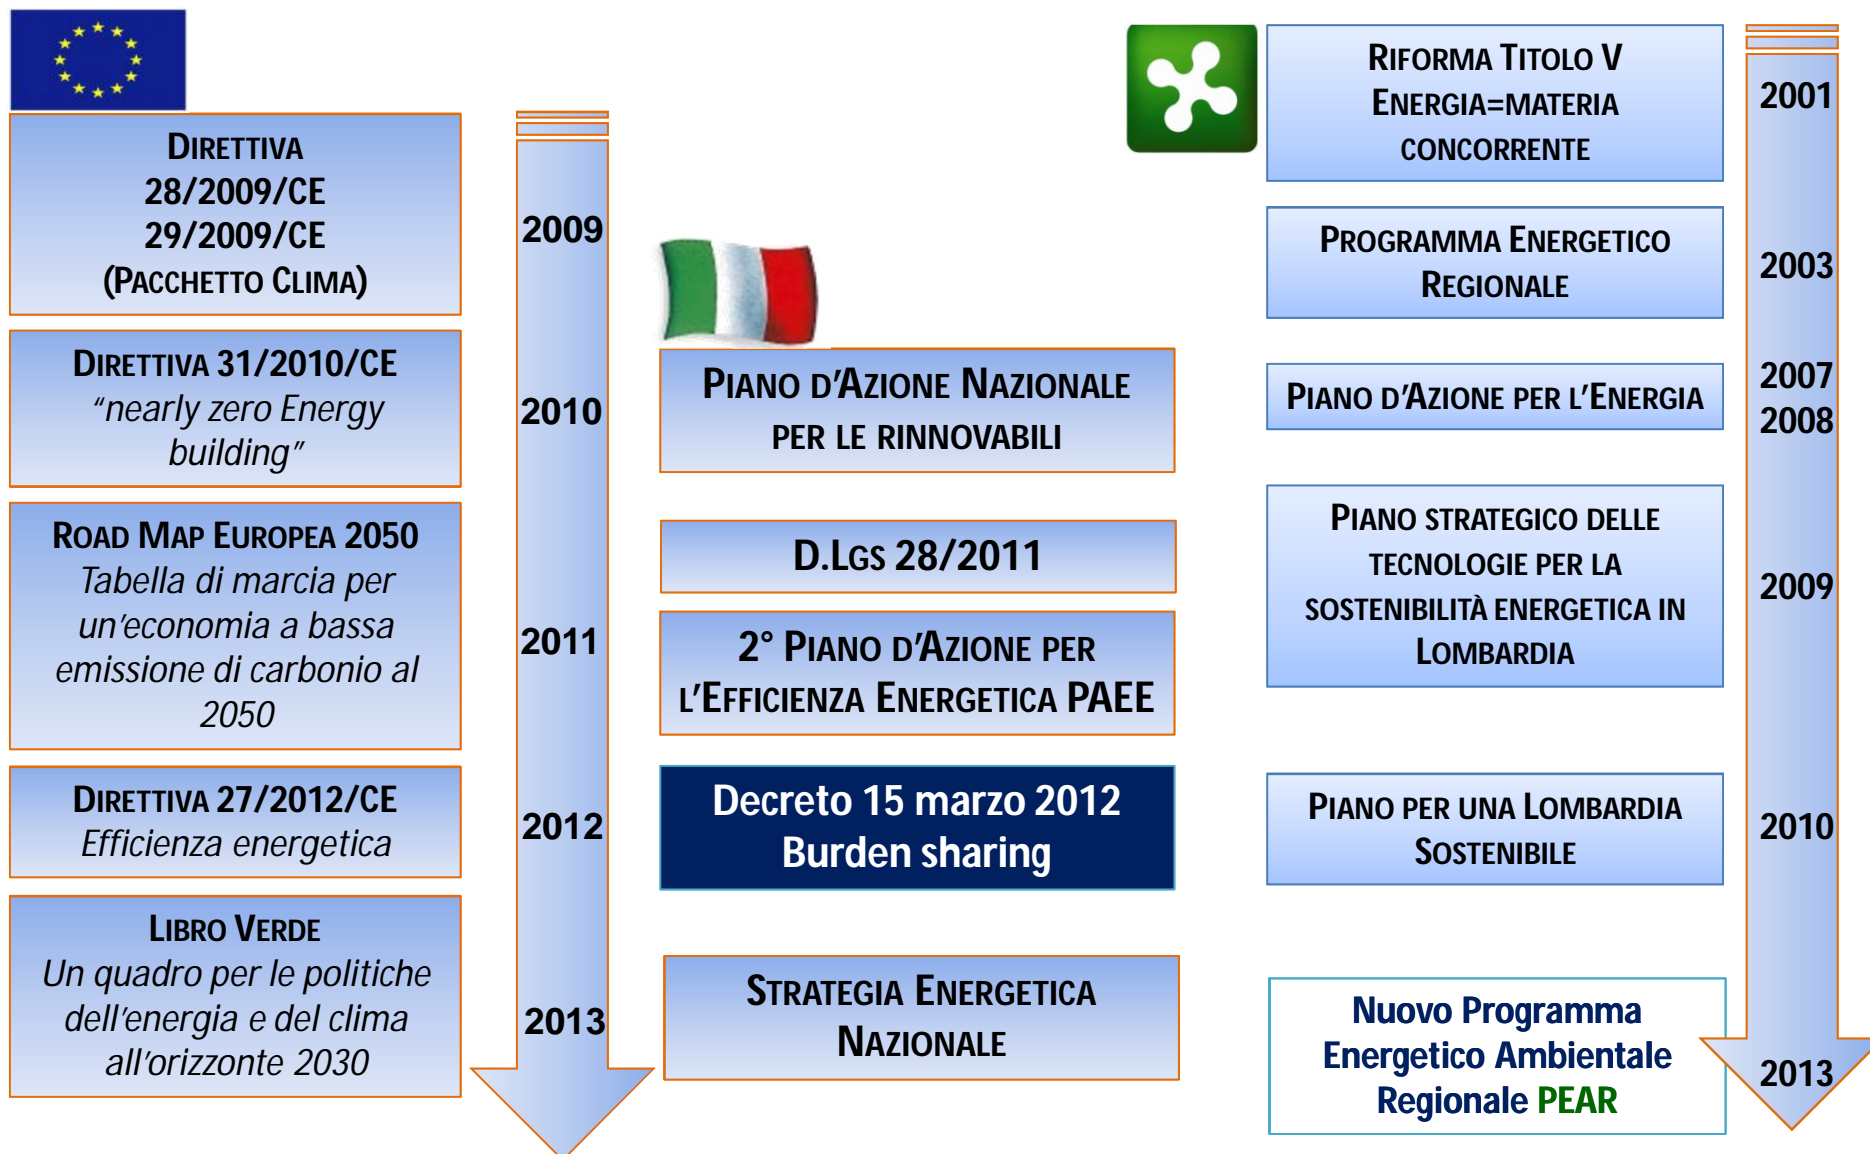 DIRETTIVA
28/2009/CE
29/2009/CE
(PACCHETTO CLIMA)
DIRETTIVA 31/2010/CE
“nearly zero Energy
building”
ROAD MAP EUROPEA 2050
Tabella di marcia per
un’economia a bassa
emissione di carbonio al
2050
DIRETTIVA 27/2012/CE
Efficienza energetica
LIBRO VERDE
Un quadro per le politiche
dell’energia e del clima
all’orizzonte 2030
2009
2010
2011
2012
2013
PIANO D’AZIONE NAZIONALE
PER LE RINNOVABILI
D.LGS 28/2011
2° PIANO D’AZIONE PER
L’EFFICIENZA ENERGETICA PAEE
Decreto 15 marzo 2012
Burden sharing
STRATEGIA ENERGETICA
NAZIONALE
RIFORMA TITOLO V
ENERGIA=MATERIA
CONCORRENTE
PROGRAMMA ENERGETICO
REGIONALE
PIANO D’AZIONE PER L’ENERGIA
PIANO STRATEGICO DELLE
TECNOLOGIE PER LA
SOSTENIBILITÀ ENERGETICA IN
LOMBARDIA
PIANO PER UNA LOMBARDIA
SOSTENIBILE
Nuovo Programma
Energetico Ambientale
Regionale PEAR
2001
2003
2007
2008
2009
2010
2013